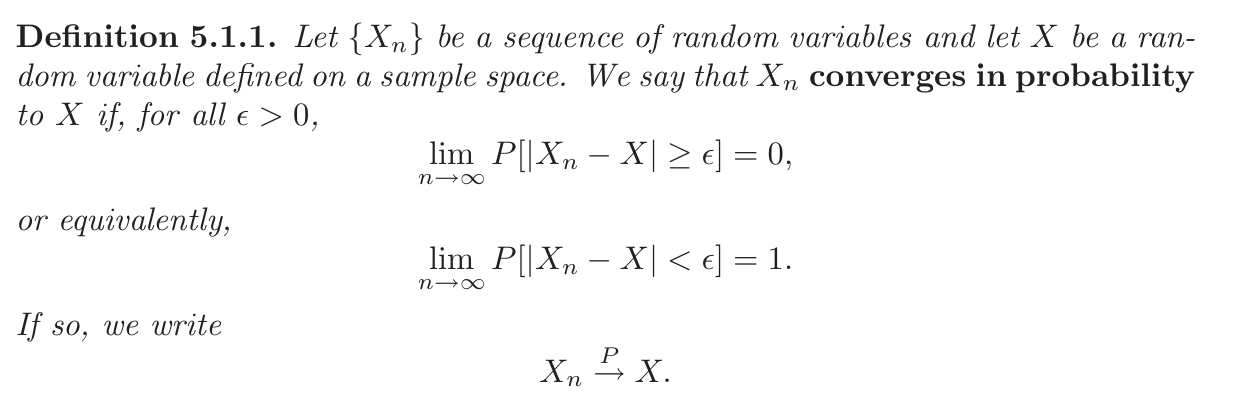 Definition 5.1.1. Let {Xₙ} be a sequence of random variables and let X be a ran-
dom variable defined on a sample space. We say that Xₙ converges in probability
to X if, for all ϵ > 0,
lim P[|Xₙ − X| ≥ ϵ] = 0,
n→∞
or equivalently,
lim P[|Xₙ − X| < ϵ] = 1.
n→∞
If so, we write
P
Xₙ → X.